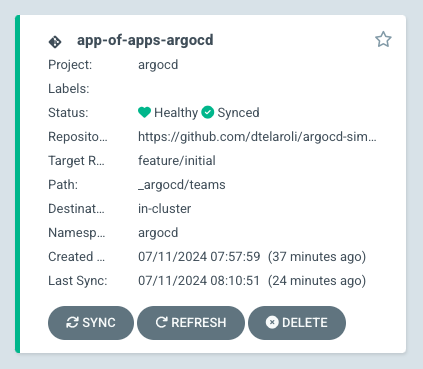 app-of-apps-argocd
Project: argocd
Labels:
Status: Healthy Synced
Reposito... https://github.com/dtelaroli/argocd-sim...
Target R... feature/initial
Path: _argocd/teams
Destinat... in-cluster
Namesp... argocd
Created ... 07/11/2024 07:57:59 (37 minutes ago)
Last Sync: 07/11/2024 08:10:51 (24 minutes ago)
SYNC REFRESH DELETE